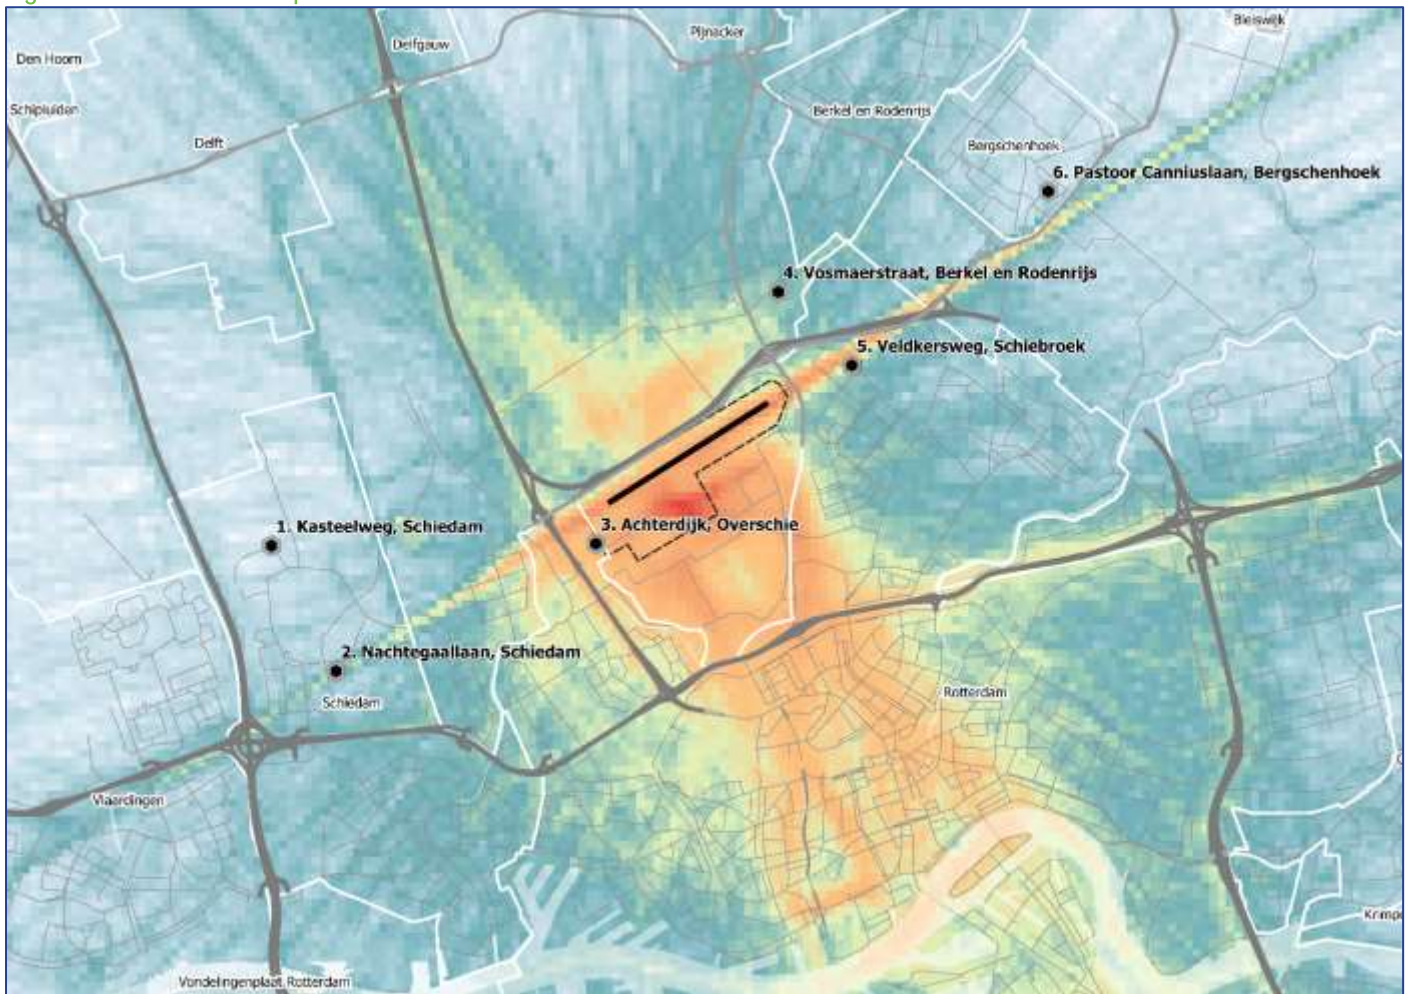 Bleiswijk
Pijnacker
Delfgauw
Den Hoorn
Schipluiden
Berkel en Rodenrijs
Delft
Bergschenhoek
6. Pastoor Canniuslaan, Bergschenhoek
4. Vosmaerstraat, Berkel en Rodenrijs
5. Veldkersweg, Schiebroek
1. Kasteelweg, Schiedam
3. Achterdijk, Overschie
2. Nachtegaallaan, Schiedam
Rotterdam
Schiedam
Vlaardingen
Krimpe
Vondelingenplaat Rotterdam